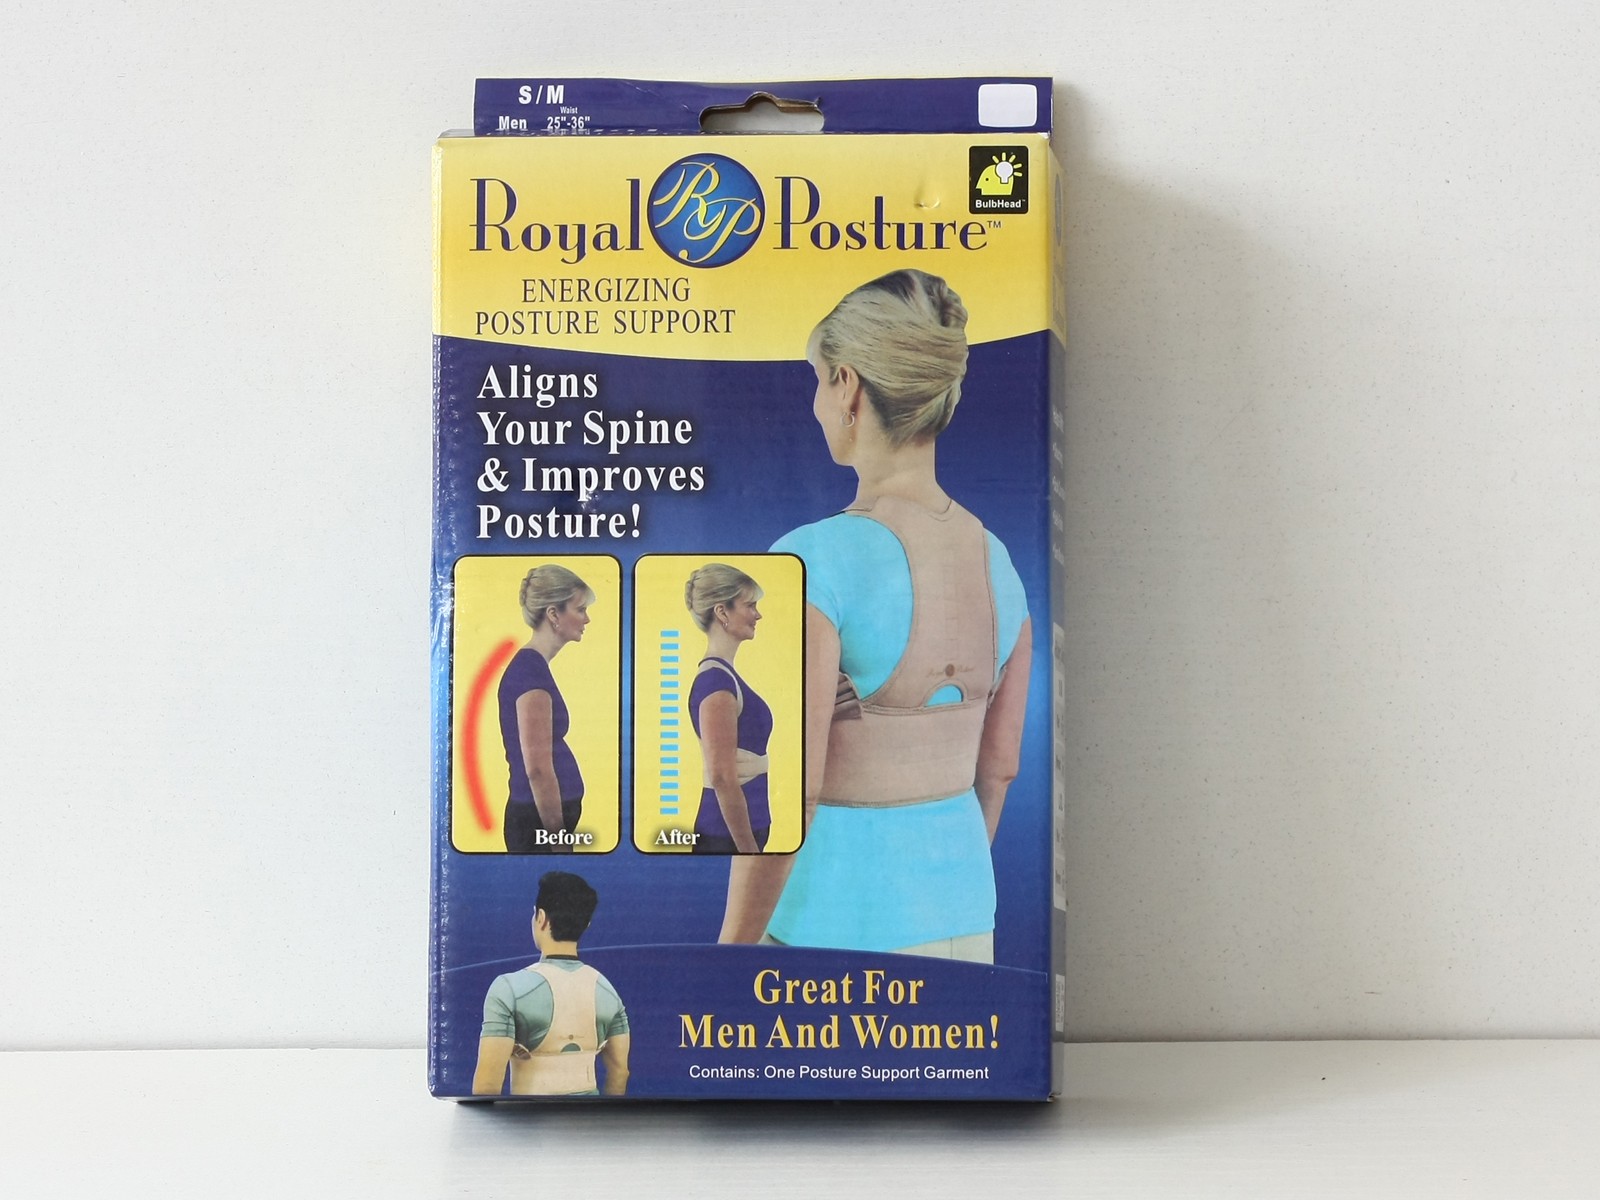 S/M
Waist
Men 25"-36"
Royal RP Posture™
BulbHead™
ENERGIZING
POSTURE SUPPORT
Aligns
Your Spine
& Improves
Posture!
Before
After
Great For
Men And Women!
Contains: One Posture Support Garment